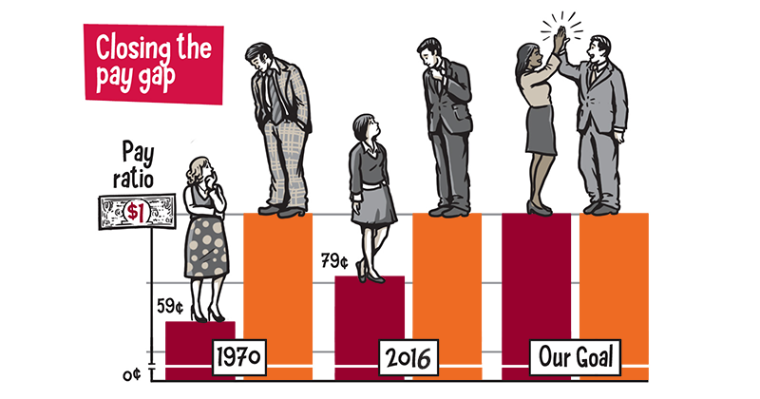 Closing the
pay gap
Pay
ratio
$1
79¢
59¢
1970
2016
Our Goal
0¢